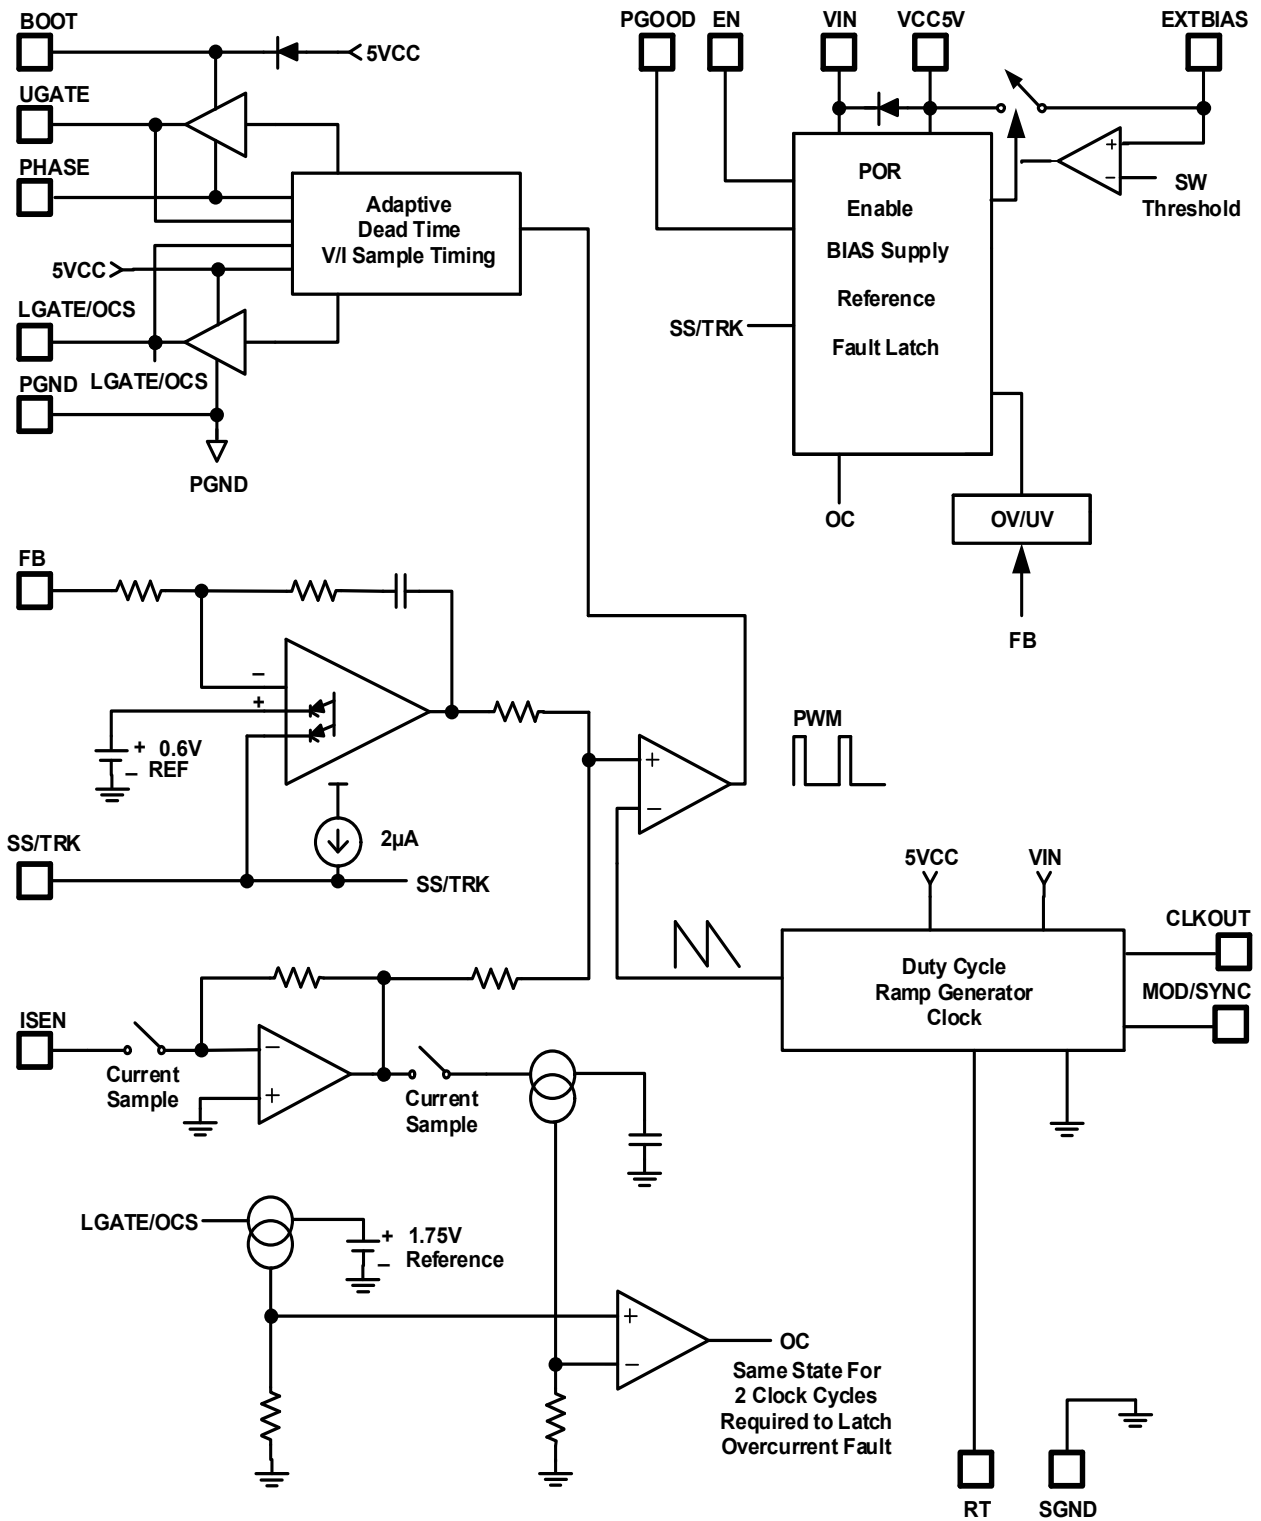 BOOT
5VCC
UGATE
PHASE
Adaptive
Dead Time
V/I Sample Timing
5VCC
LGATE/OCS
LGATE/OCS
PGND
PGND
PGOOD
EN
VIN
VCC5V
EXTBIAS
POR
Enable
BIAS Supply
Reference
Fault Latch
+
−
SW
Threshold
SS/TRK
OC
OV/UV
FB
FB
−
+
+
0.6V
−
REF
2µA
SS/TRK
SS/TRK
+
−
PWM
5VCC
VIN
Duty Cycle
Ramp Generator
Clock
CLKOUT
MOD/SYNC
ISEN
Current
Sample
−
+
Current
Sample
LGATE/OCS
+
1.75V
−
Reference
+
−
OC
Same State For
2 Clock Cycles
Required to Latch
Overcurrent Fault
RT
SGND